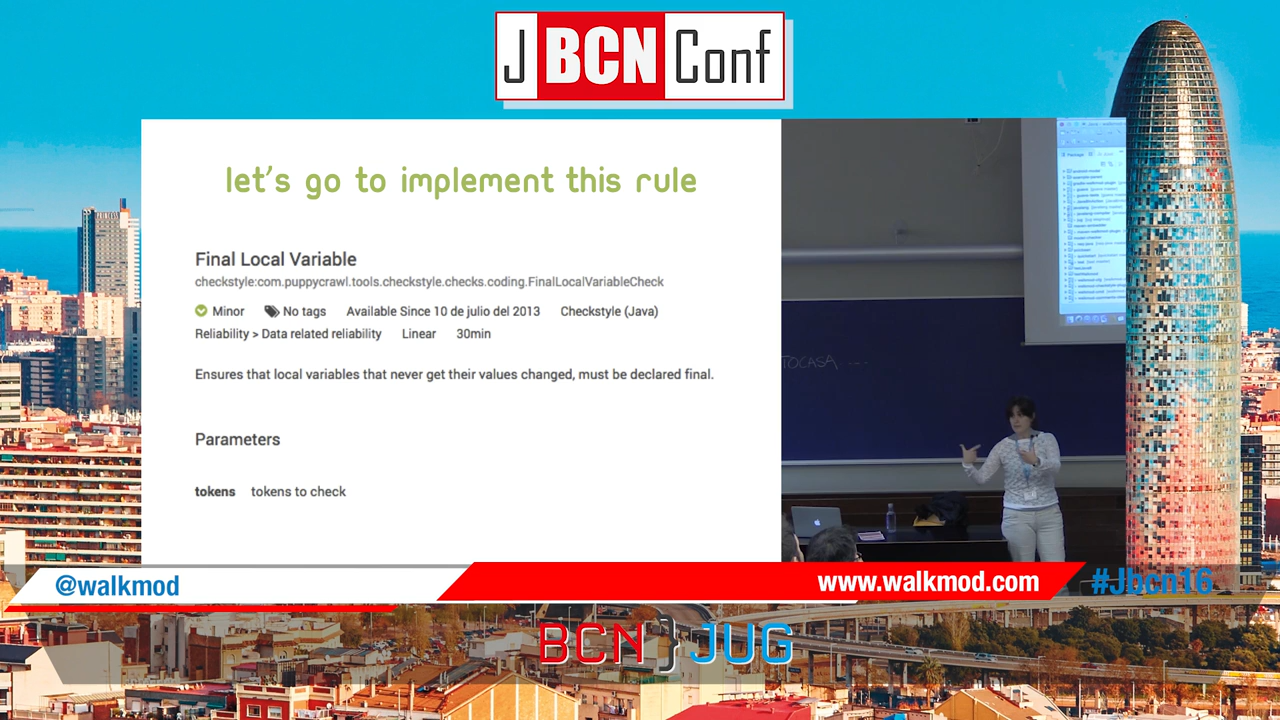 J BCN Conf
let's go to implement this rule
Final Local Variable
checkstyle:com.puppycrawl.tools.checkstyle.checks.coding.FinalLocalVariableCheck
Minor No tags Available Since 10 de julio del 2013 Checkstyle (Java)
Reliability > Data related reliability Linear 30min
Ensures that local variables that never get their values changed, must be declared final.
Parameters
tokens tokens to check
TOCASA
@walkmod
www.walkmod.com
#Jbcn16
BCN JUG